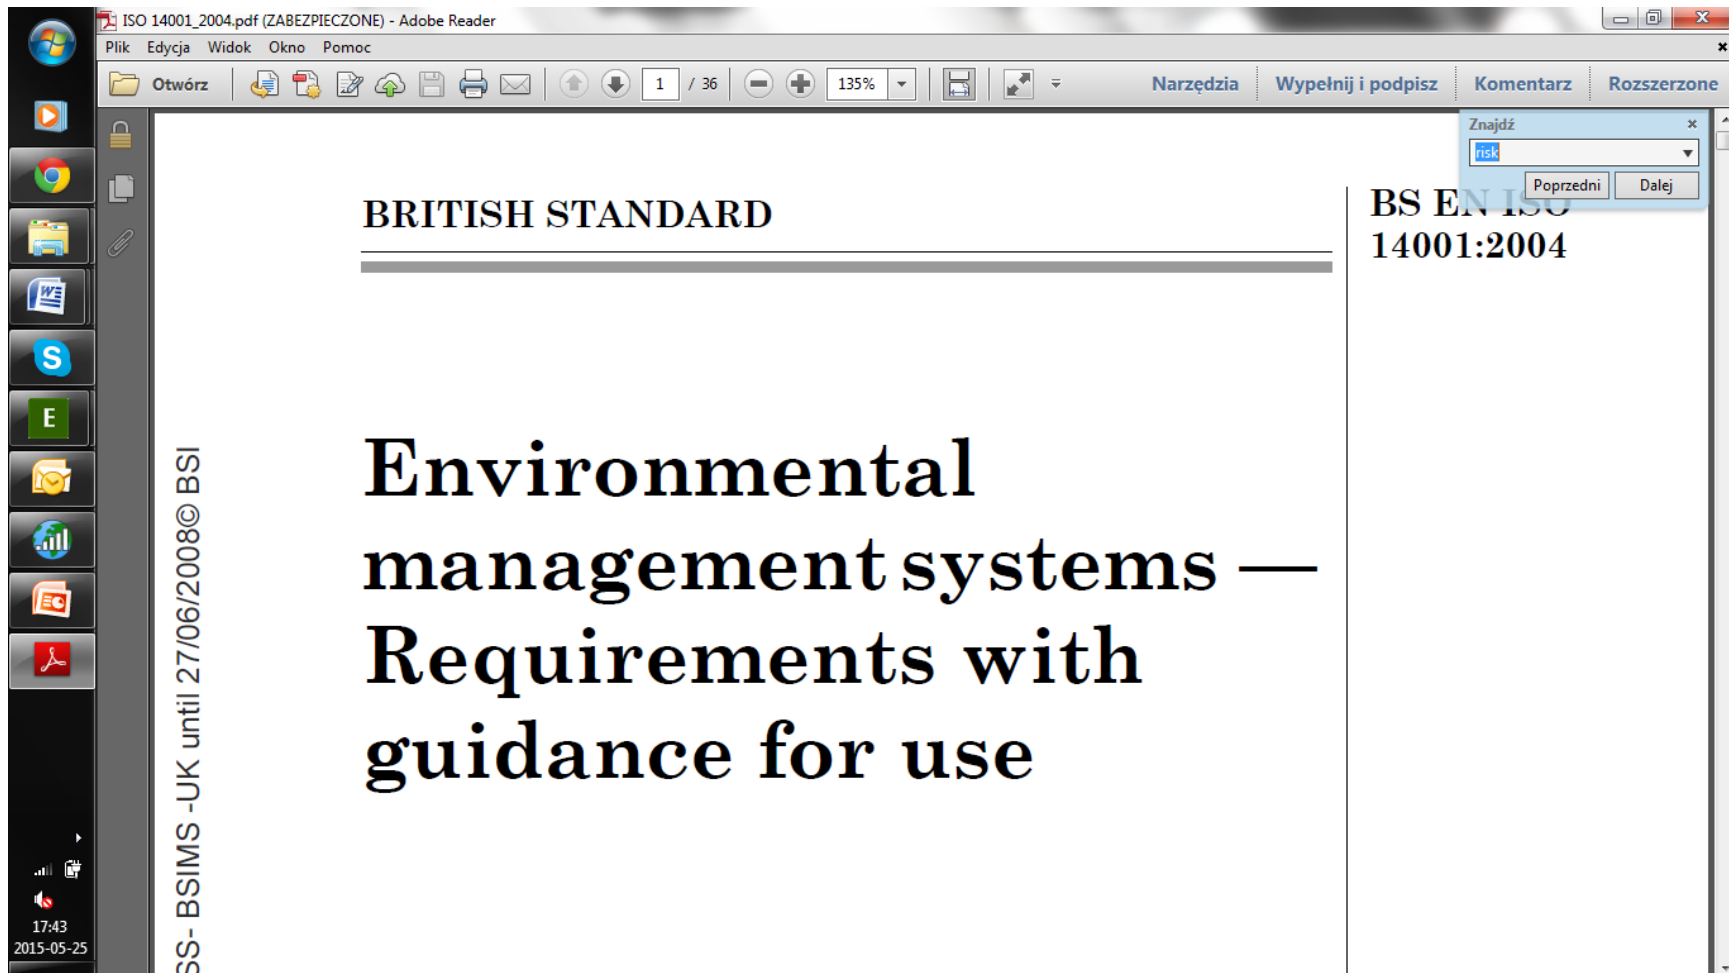 ISO 14001_2004.pdf (ZABEZPIECZONE) - Adobe Reader
Plik Edycja Widok Okno Pomoc
Otwórz 1 / 36 135% Narzędzia Wypełnij i podpisz Komentarz Rozszerzone
Znajdź
risk
Poprzedni Dalej
BRITISH STANDARD
BS EN ISO
14001:2004
Environmental
management systems —
Requirements with
guidance for use
SS- BSIMS -UK until 27/06/2008© BSI
17:43
2015-05-25